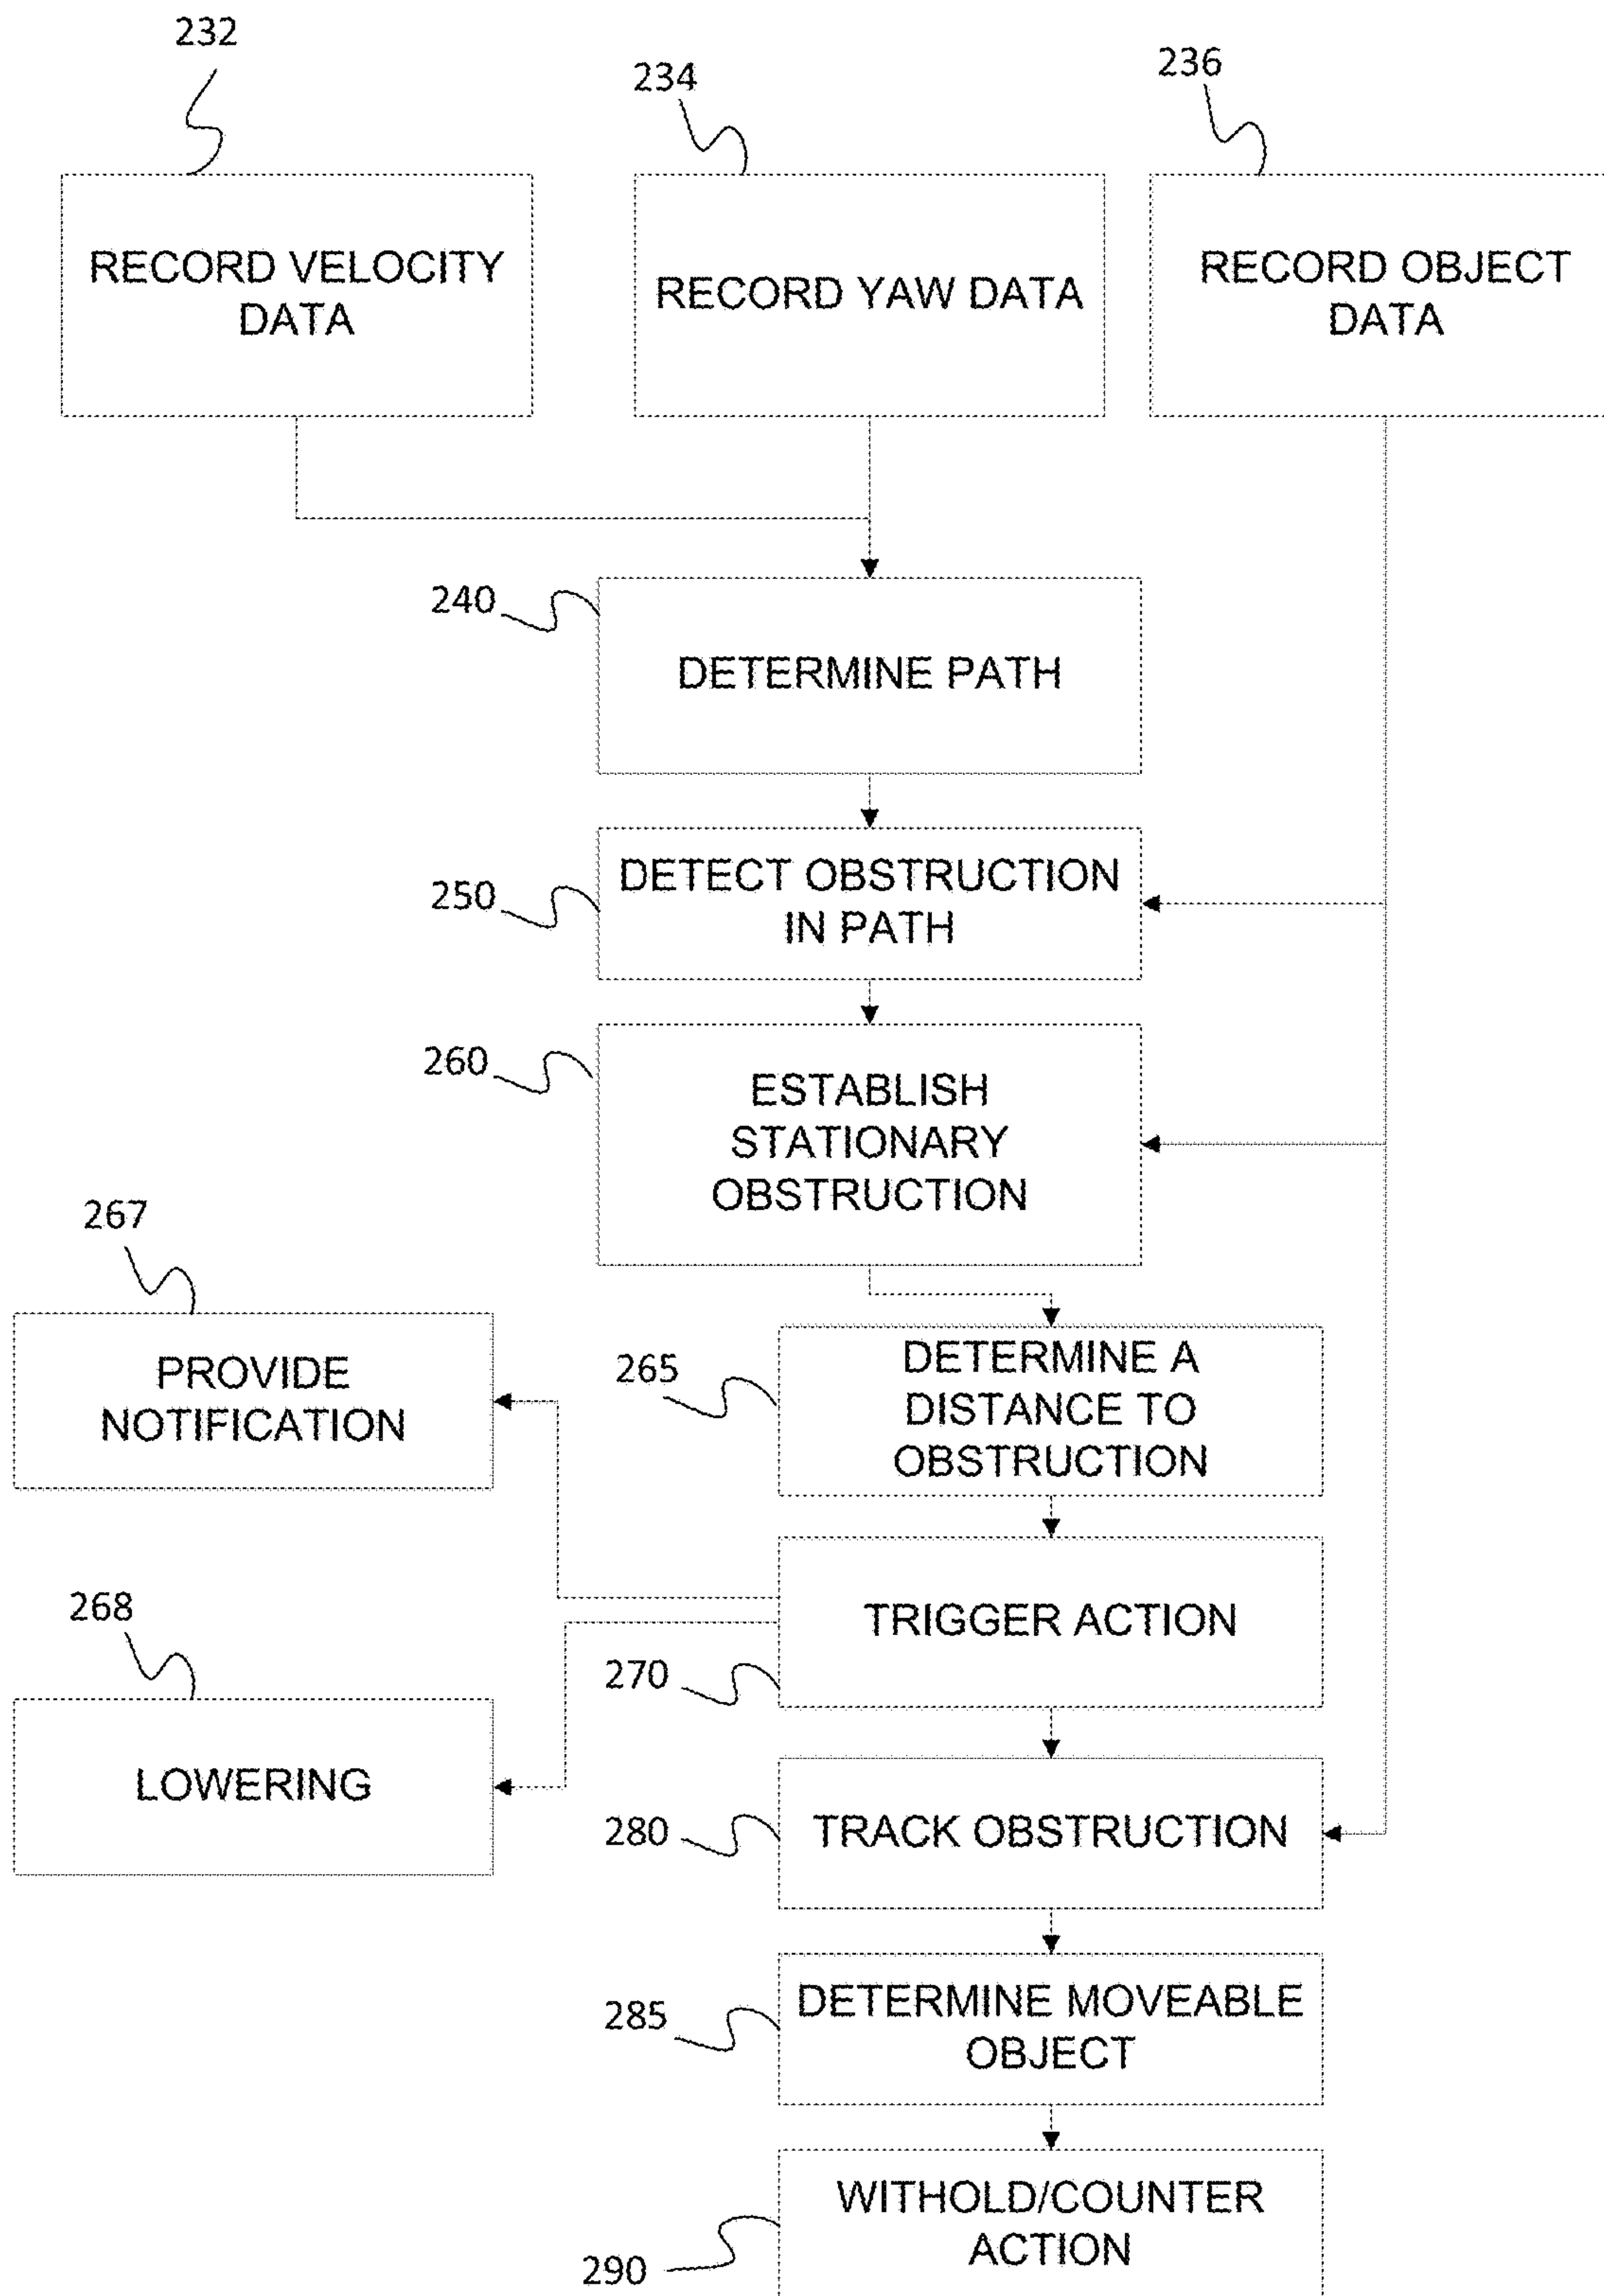 232
234
236
RECORD VELOCITY
DATA
RECORD YAW DATA
RECORD OBJECT
DATA
240
DETERMINE PATH
250
DETECT OBSTRUCTION
IN PATH
260
ESTABLISH
STATIONARY
OBSTRUCTION
267
PROVIDE
NOTIFICATION
265
DETERMINE A
DISTANCE TO
OBSTRUCTION
268
TRIGGER ACTION
270
LOWERING
280
TRACK OBSTRUCTION
285
DETERMINE MOVEABLE
OBJECT
WITHOLD/COUNTER
ACTION
290